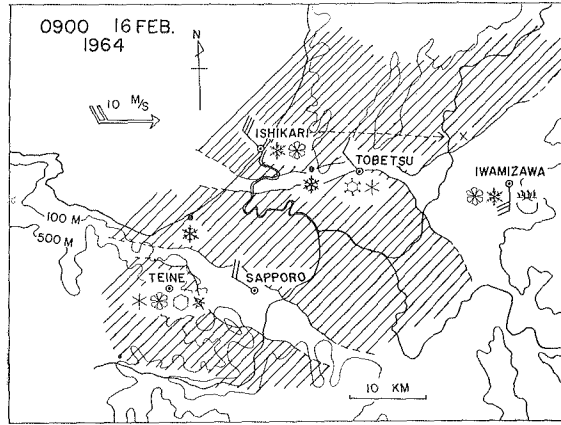 0900 16 FEB.
1964
N
10 M/S
ISHIKARI
X
TOBETSU
IWAMIZAWA
100 M
500 M
TEINE
SAPPORO
10 KM